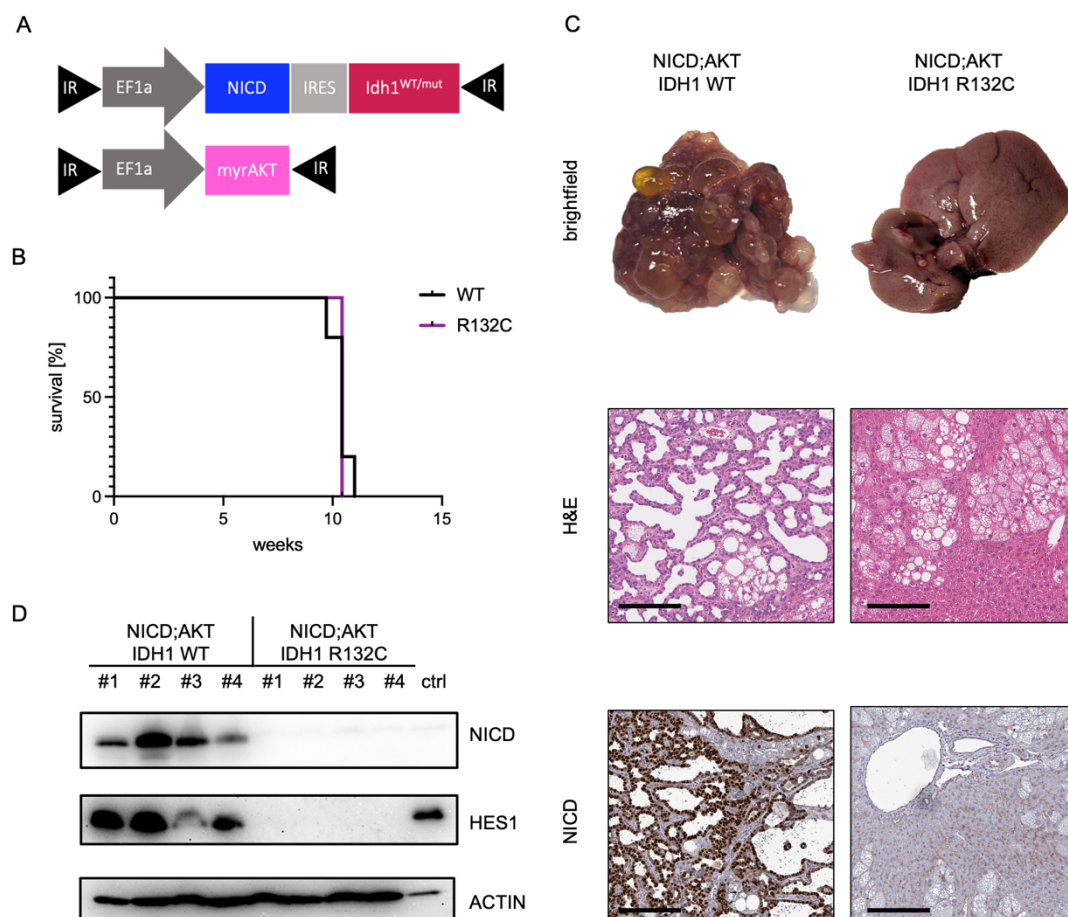 A
IR EF1a NICD IRES Idh1^WT/mut IR
IR EF1a myrAKT IR
B
survival [%]
100
50
0
0 5 10 15
weeks
WT
R132C
C
NICD;AKT
IDH1 WT
NICD;AKT
IDH1 R132C
brightfield
H&E
NICD
D
NICD;AKT
IDH1 WT
NICD;AKT
IDH1 R132C
#1 #2 #3 #4 #1 #2 #3 #4 ctrl
NICD
HES1
ACTIN